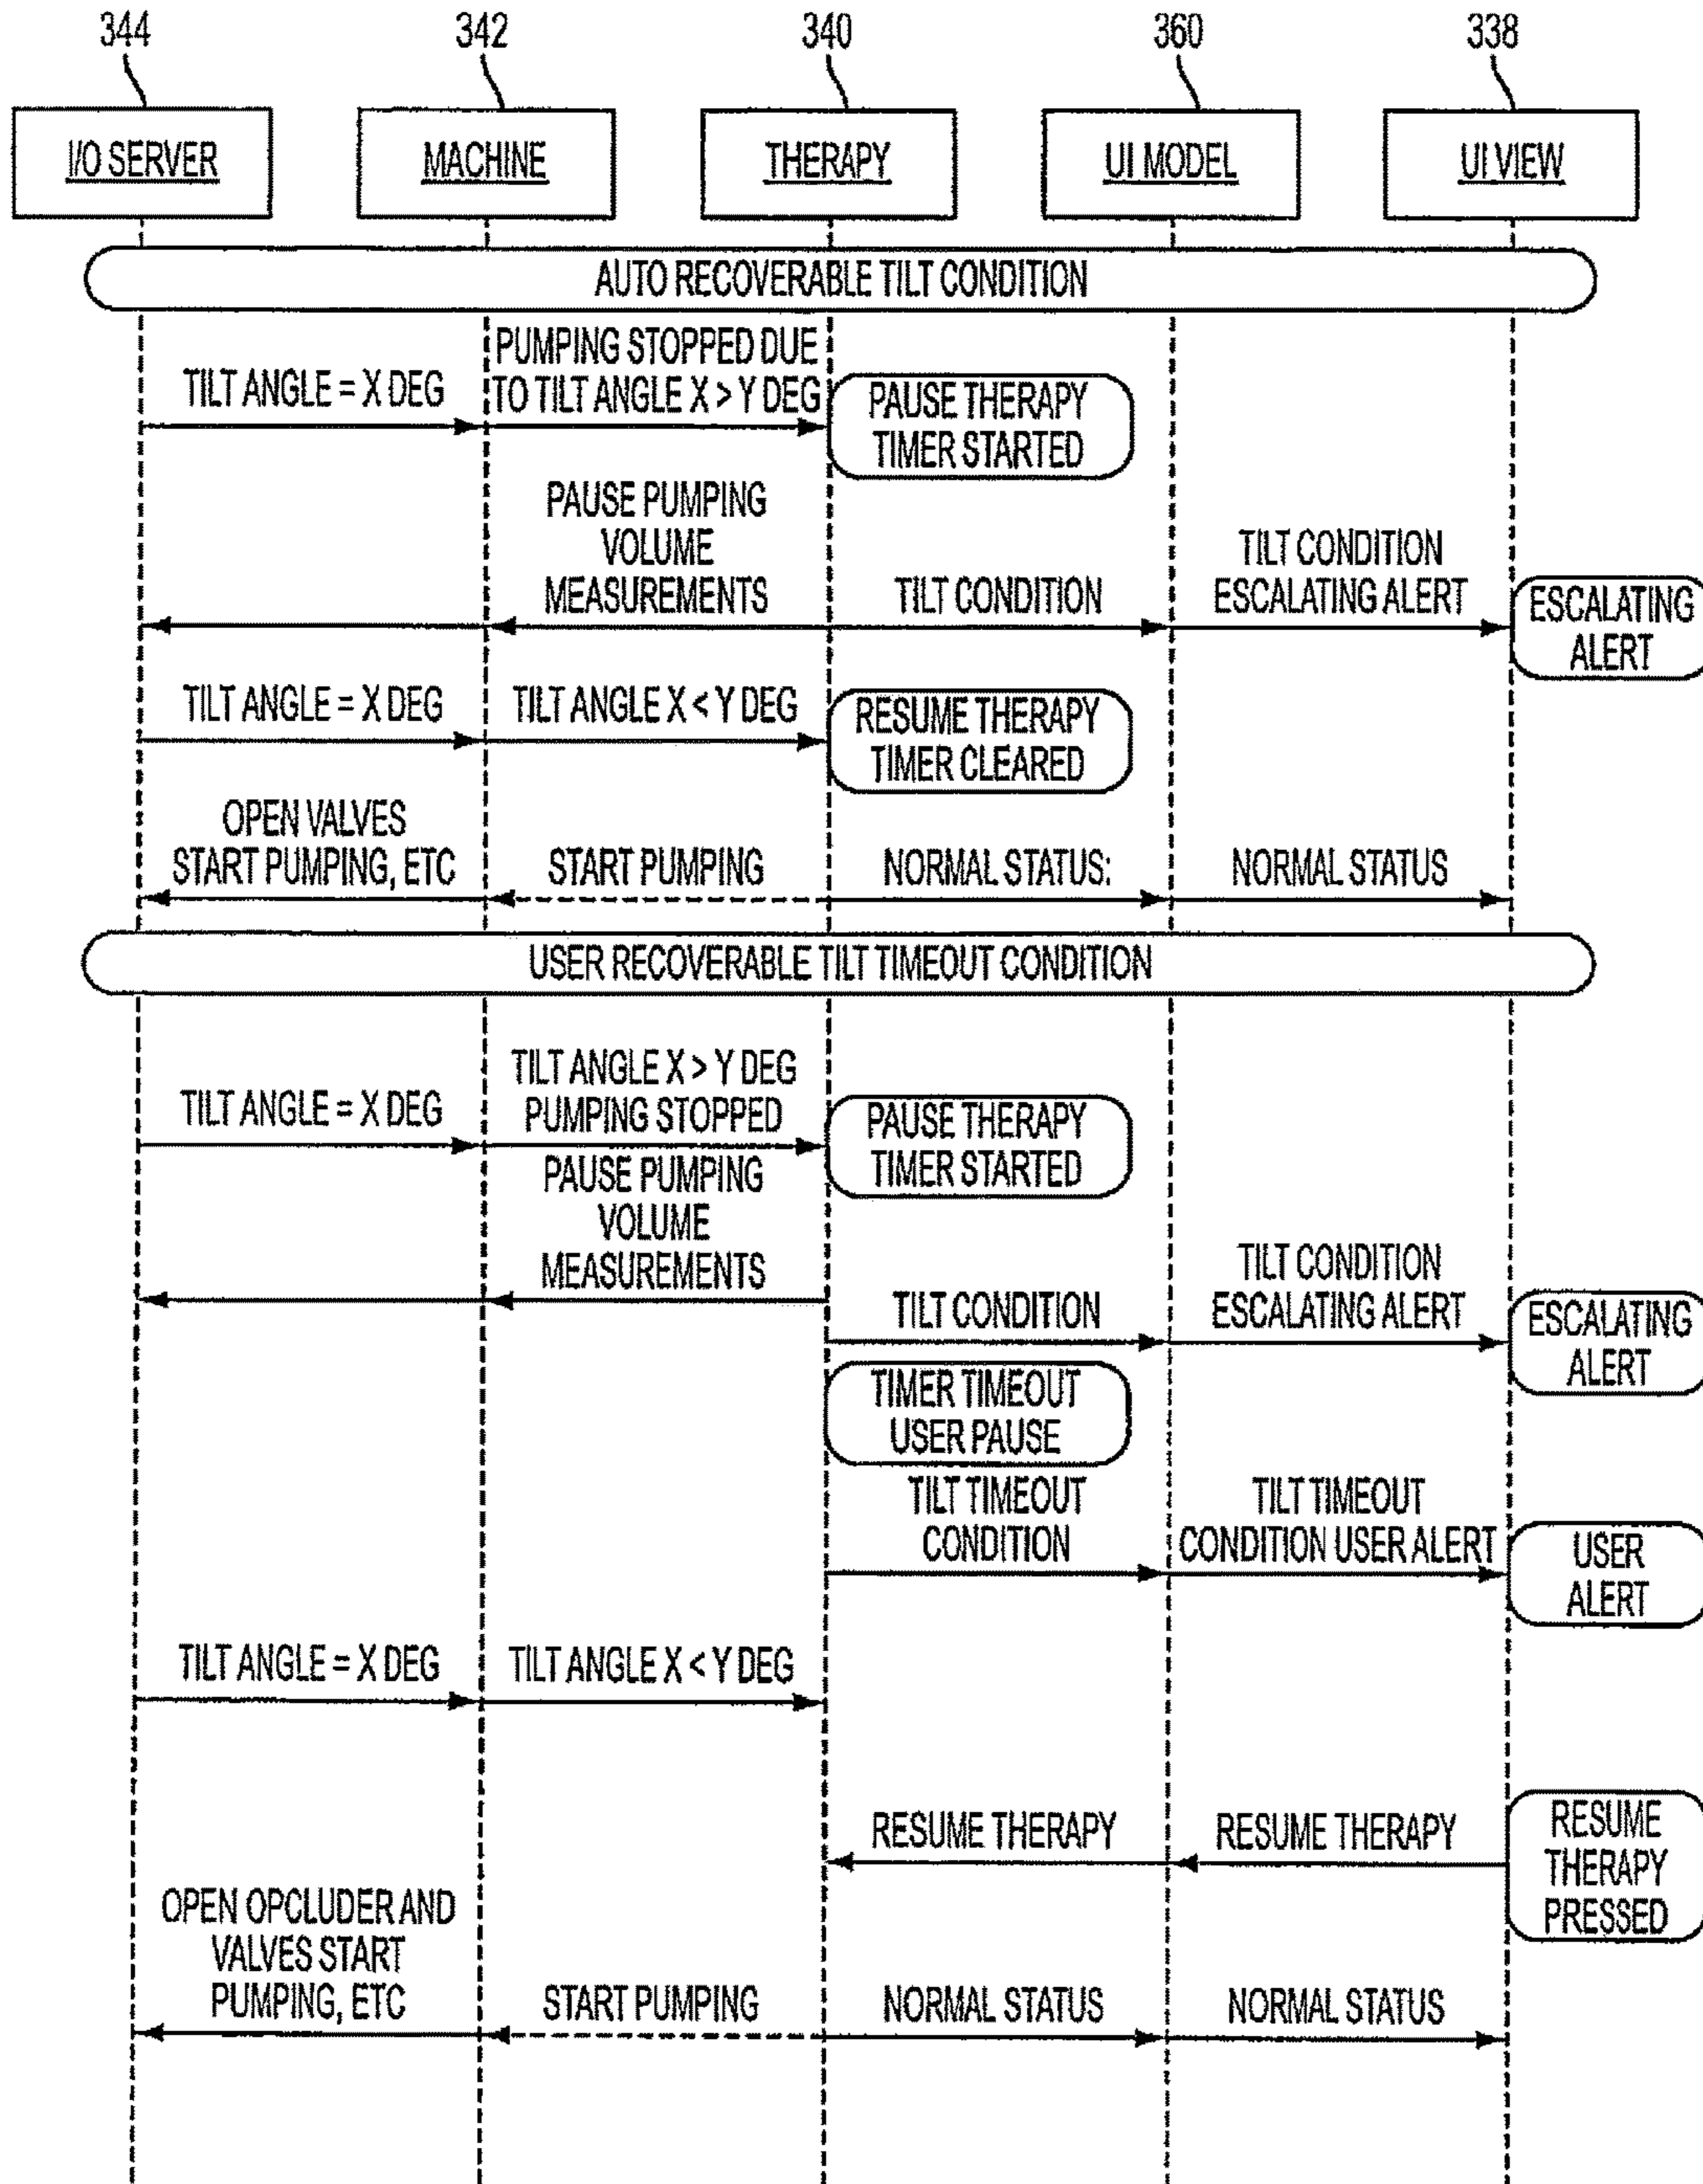 344
342
340
360
338
I/O SERVER
MACHINE
THERAPY
UI MODEL
UI VIEW
AUTO RECOVERABLE TILT CONDITION
TILT ANGLE = X DEG
PUMPING STOPPED DUE
TO TILT ANGLE X > Y DEG
PAUSE THERAPY
TIMER STARTED
PAUSE PUMPING
VOLUME
MEASUREMENTS
TILT CONDITION
TILT CONDITION
ESCALATING ALERT
ESCALATING
ALERT
TILT ANGLE = X DEG
TILT ANGLE X < Y DEG
RESUME THERAPY
TIMER CLEARED
OPEN VALVES
START PUMPING, ETC
START PUMPING
NORMAL STATUS:
NORMAL STATUS
USER RECOVERABLE TILT TIMEOUT CONDITION
TILT ANGLE = X DEG
TILT ANGLE X > Y DEG
PUMPING STOPPED
PAUSE THERAPY
TIMER STARTED
PAUSE PUMPING
VOLUME
MEASUREMENTS
TILT CONDITION
TILT CONDITION
ESCALATING ALERT
ESCALATING
ALERT
TIMER TIMEOUT
USER PAUSE
TILT TIMEOUT
CONDITION
TILT TIMEOUT
CONDITION USER ALERT
USER
ALERT
TILT ANGLE = X DEG
TILT ANGLE X < Y DEG
RESUME THERAPY
RESUME THERAPY
RESUME
THERAPY
PRESSED
OPEN OPCLUDER AND
VALVES START
PUMPING, ETC
START PUMPING
NORMAL STATUS
NORMAL STATUS